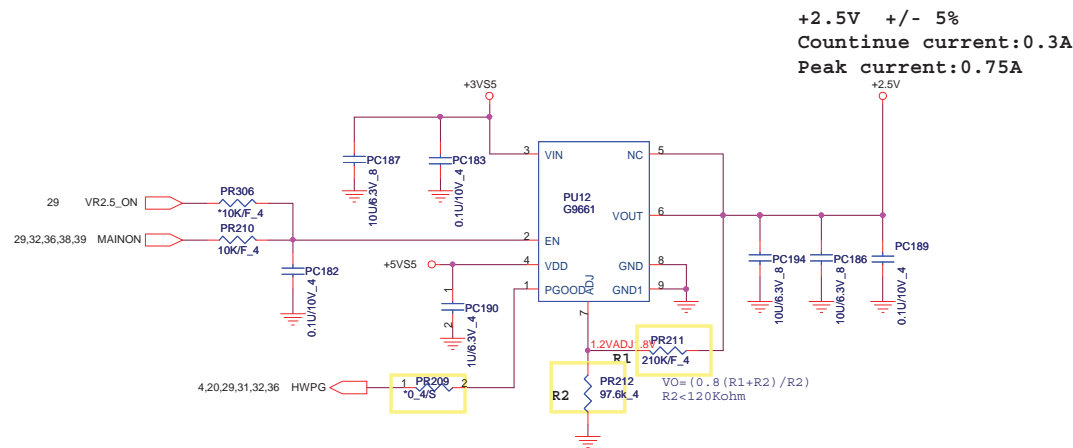 +2.5V +/- 5%
Countinue current:0.3A
Peak current:0.75A
+3VS5
+2.5V
3 VIN
NC 5
PC187
10U/6.3V_8
PC183
0.1U/10V_4
PU12
G9661
29 VR2.5_ON
PR306
*10K/F_4
VOUT 6
29,32,36,38,39 MAINON
PR210
10K/F_4
2 EN
PC182
0.1U/10V_4
+5VS5
4 VDD
GND 8
1 PGOOD
GND1 9
ADJ
7
PC194
10U/6.3V_8
PC186
10U/6.3V_8
PC189
0.1U/10V_4
1
PC190
2
1U/6.3V_4
1.2VADJ1.8V
R1
PR211
210K/F_4
4,20,29,31,32,36 HWPG
1 PR209 2
*0_4/S
R2
PR212
97.6k_4
VO=(0.8(R1+R2)/R2)
R2<120Kohm